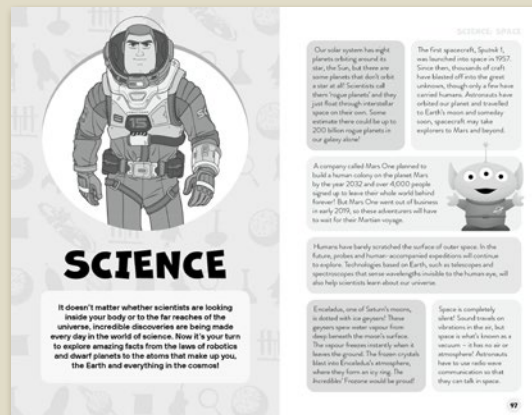 15
SCIENCE
It doesn't matter whether scientists are looking
inside your body or to the far reaches of the
universe, incredible discoveries are being made
every day in the world of science. Now it's your turn
to explore amazing facts from the laws of robotics
and dwarf planets to the atoms that make up you,
the Earth and everything in the cosmos!
SCIENCE: SPACE
Our solar system has eight
planets orbiting around its
star, the Sun, but there are
some planets that don't orbit
a star at all! Scientists call
them 'rogue planets' and they
just float through interstellar
space on their own. Some
estimate there could be up to
200 billion rogue planets in
our galaxy alone!
The first spacecraft, Sputnik 1,
was launched into space in 1957.
Since then, thousands of craft
have blasted off into the great
unknown, though only a few have
carried humans. Astronauts have
orbited our planet and travelled
to Earth's moon and someday
soon, spacecraft may take
explorers to Mars and beyond.
A company called Mars One planned to
build a human colony on the planet Mars
by the year 2032 and over 4,000 people
signed up to leave their whole world behind
forever! But Mars One went out of business
in early 2019, so these adventurers will have
to wait for their Martian voyage.
Humans have barely scratched the surface of outer space. In the
future, probes and human-accompanied expeditions will continue
to explore. Technologies based on Earth, such as telescopes and
spectroscopes that sense wavelengths invisible to the human eye, will
also help scientists learn about our universe.
Enceladus, one of Saturn's moons,
is dotted with ice geysers! These
geysers spew water vapour from
deep beneath the moon's surface.
The vapour freezes instantly when it
leaves the ground. The frozen crystals
blast into Enceladus's atmosphere,
where they form an icy ring. The
Incredibles' Frozone would be proud!
Space is completely
silent! Sound travels on
vibrations in the air, but
space is what's known as a
vacuum – it has no air or
atmosphere! Astronauts
have to use radio wave
communication so that
they can talk in space.
97